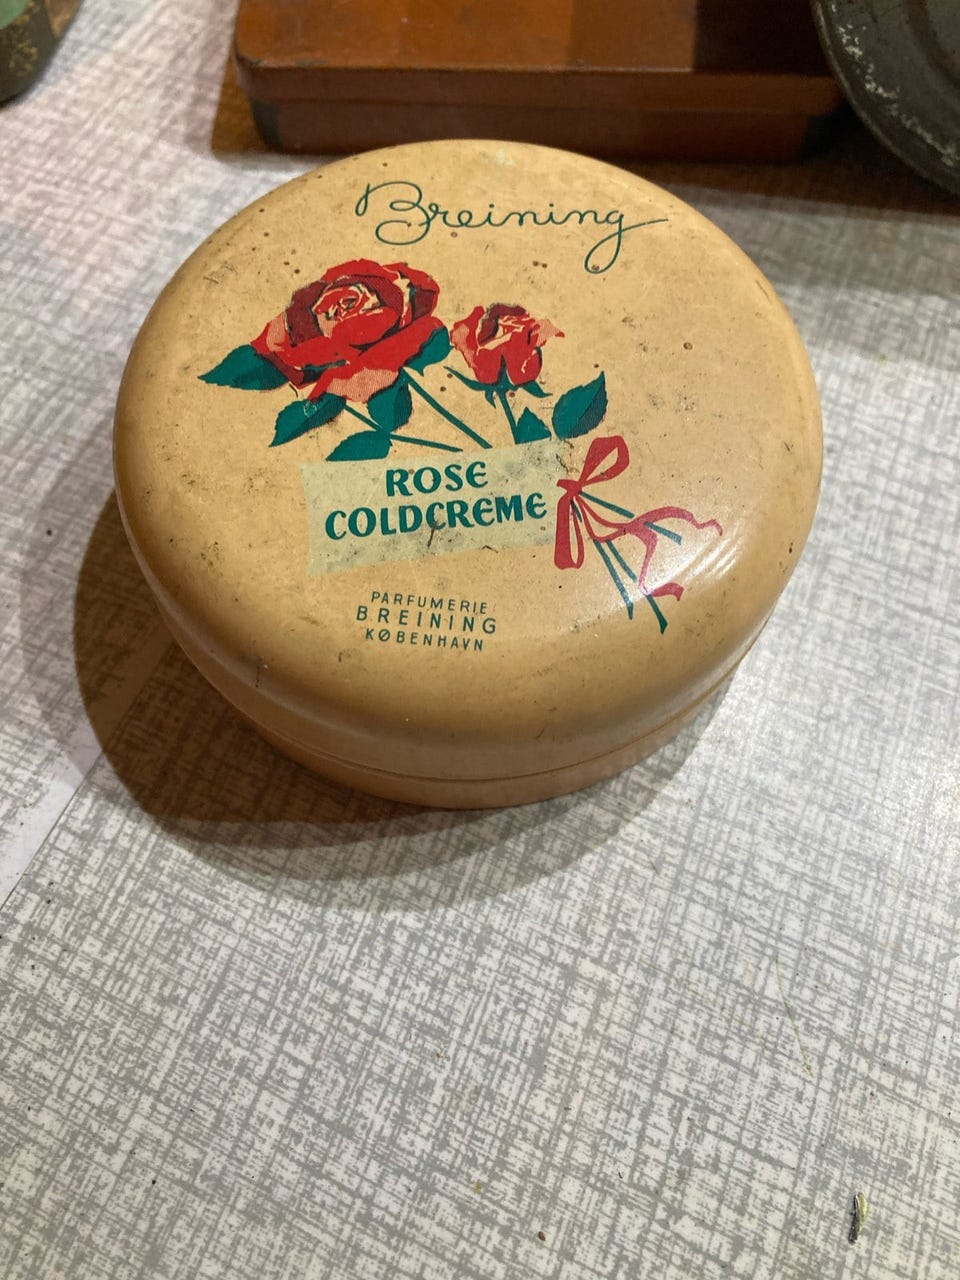 Breining
ROSE
COLDCREME
PARFUMERIE
BREINING
KØBENHAVN